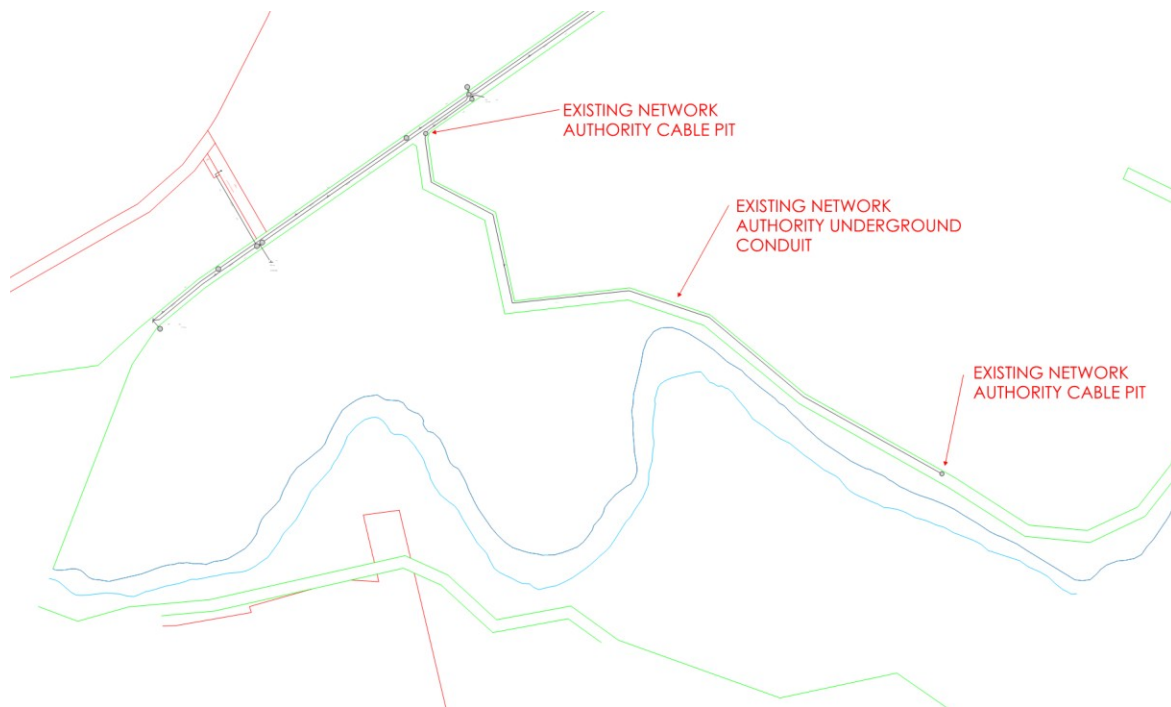 EXISTING NETWORK
AUTHORITY CABLE PIT
EXISTING NETWORK
AUTHORITY UNDERGROUND
CONDUIT
EXISTING NETWORK
AUTHORITY CABLE PIT